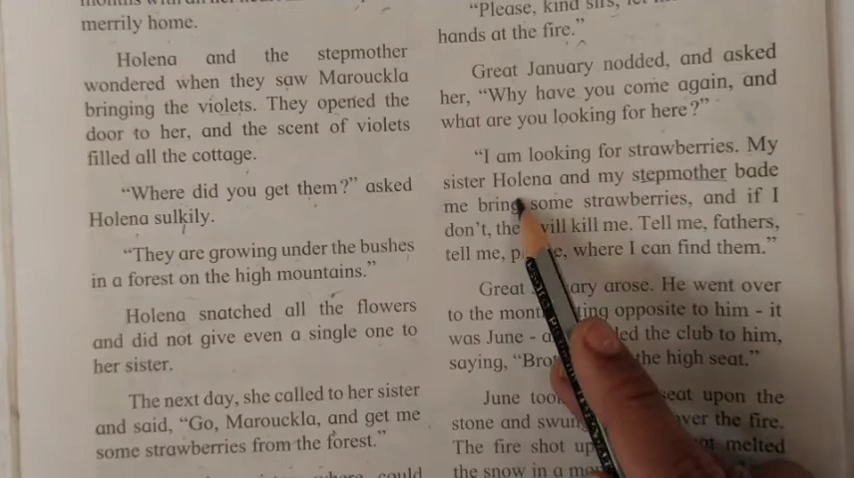 merrily home.
Holena and the stepmother
wondered when they saw Marouckla
bringing the violets. They opened the
door to her, and the scent of violets
filled all the cottage.
"Where did you get them?" asked
Holena sulkily.
"They are growing under the bushes
in a forest on the high mountains."
Holena snatched all the flowers
and did not give even a single one to
her sister.
The next day, she called to her sister
and said, "Go, Marouckla, and get me
some strawberries from the forest."
could
"Please, kind sirs, let
hands at the fire."
Great January nodded, and asked
her, "Why have you come again, and
what are you looking for here?"
"I am looking for strawberries. My
sister Holena and my stepmother bade
me bring some strawberries, and if I
don't, the will kill me. Tell me, fathers,
tell me, where I can find them."
Great arose. He went over
to the opposite to him - it
was June - the club to him,
saying, the high seat."
June seat upon the
stone and over the fire.
The fire shot melted
the snow in a